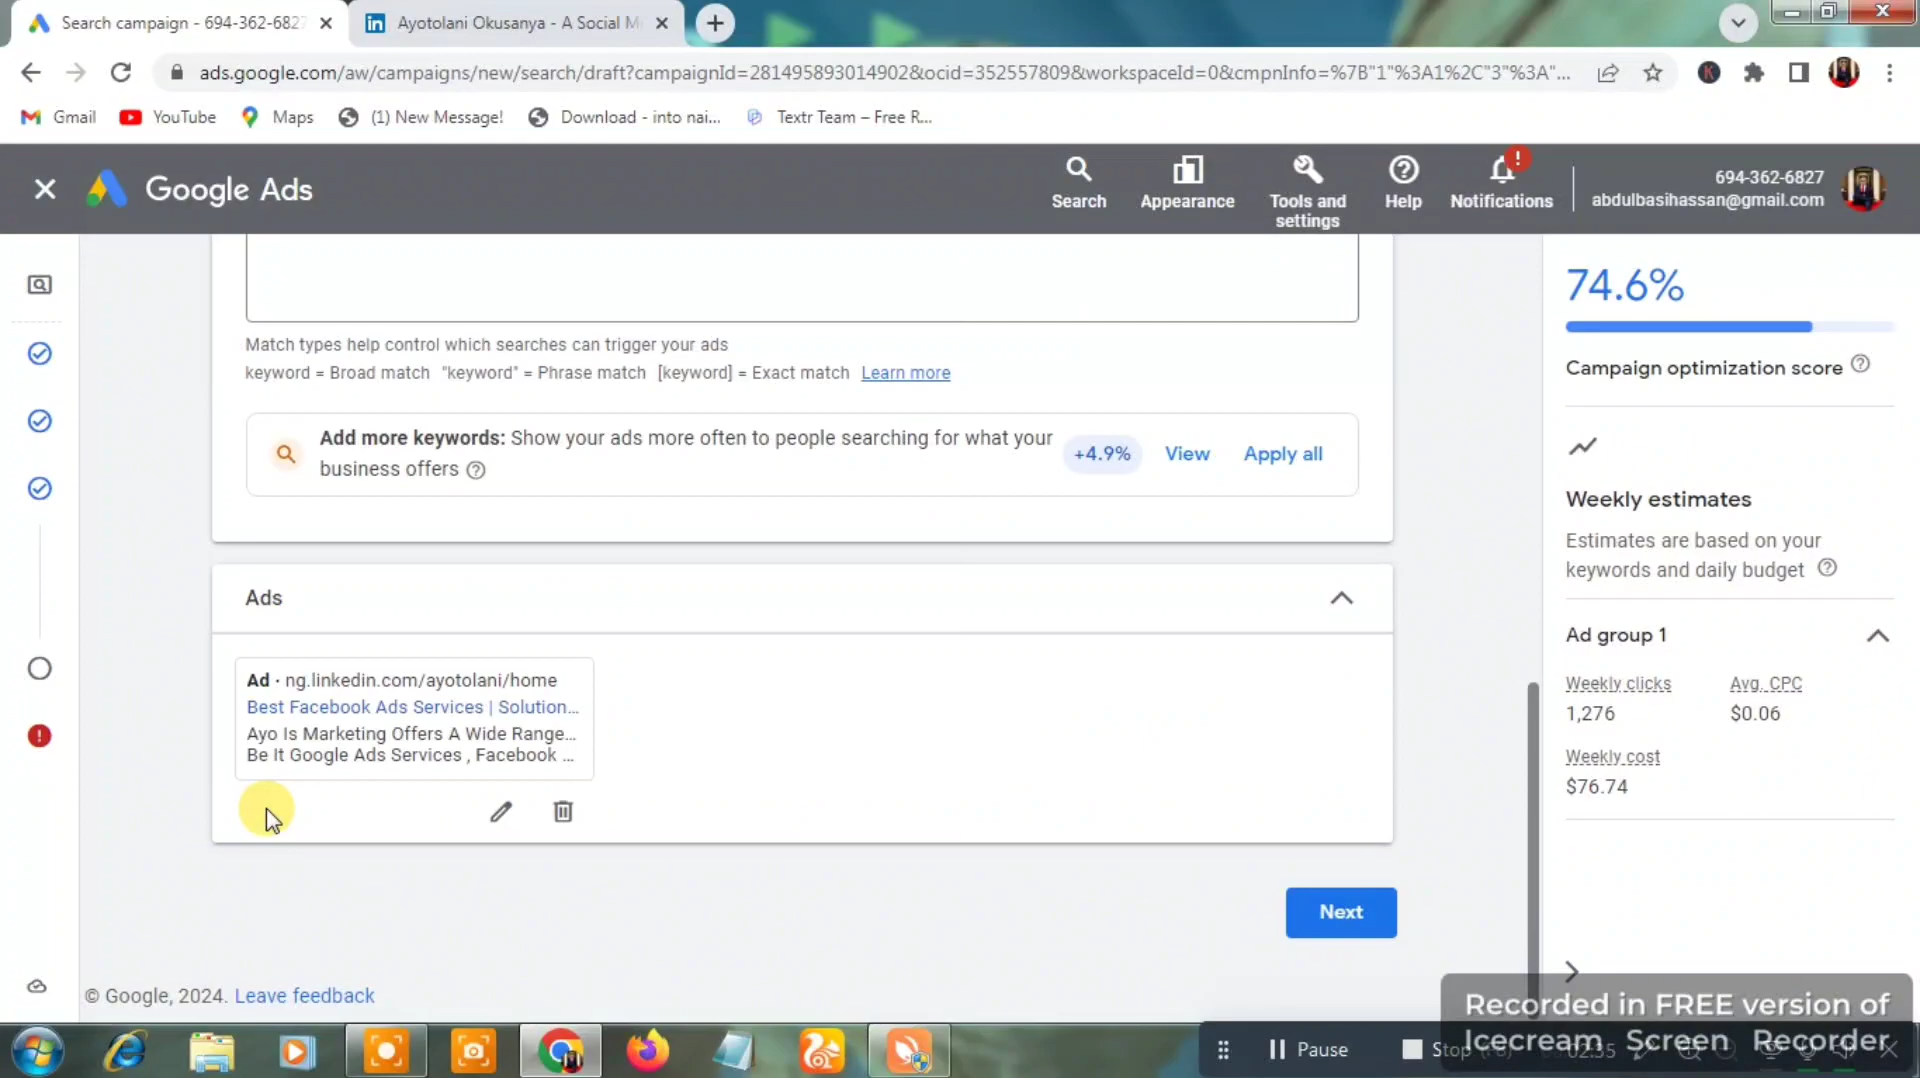 Search campaign - 694-362-6827
Ayotolani Okusanya - A Social M
ads.google.com/aw/campaigns/new/search/draft?campaignId=281495893014902&ocid=352557809&workspaceId=0&cmpnInfo=%7B"1"%3A1%2C"3"%3A"...
Gmail
YouTube
Maps
(1) New Message!
Download - into nai...
Textr Team – Free R...
Google Ads
Search
Appearance
Tools and
settings
Help
Notifications
694-362-6827
abdulbasihassan@gmail.com
Match types help control which searches can trigger your ads
keyword = Broad match "keyword" = Phrase match [keyword] = Exact match Learn more
Add more keywords: Show your ads more often to people searching for what your
business offers
+4.9%
View
Apply all
Ads
Ad · ng.linkedin.com/ayotolani/home
Best Facebook Ads Services | Solution...
Ayo Is Marketing Offers A Wide Range...
Be It Google Ads Services , Facebook ...
Next
© Google, 2024. Leave feedback
74.6%
Campaign optimization score
Weekly estimates
Estimates are based on your
keywords and daily budget
Ad group 1
Weekly clicks
Avg. CPC
1,276
$0.06
Weekly cost
$76.74
Recorded in FREE version of
Icecream Screen Recorder
Pause
Stop
02:35